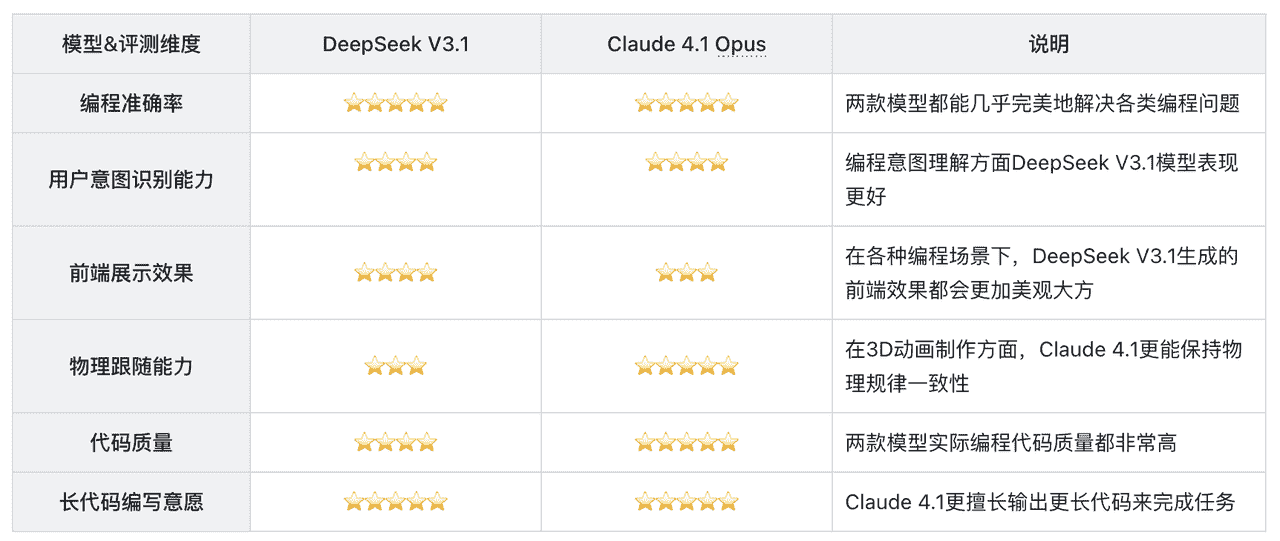 模型&评测维度 DeepSeek V3.1 Claude 4.1 Opus 说明
编程准确率 ⭐⭐⭐⭐⭐ ⭐⭐⭐⭐⭐ 两款模型都能几乎完美地解决各类编程问题
用户意图识别能力 ⭐⭐⭐⭐ ⭐⭐⭐⭐ 编程意图理解方面DeepSeek V3.1模型表现
更好
前端展示效果 ⭐⭐⭐⭐ ⭐⭐⭐ 在各种编程场景下，DeepSeek V3.1生成的
前端效果都会更加美观大方
物理跟随能力 ⭐⭐⭐ ⭐⭐⭐⭐⭐ 在3D动画制作方面，Claude 4.1更能保持物
理规律一致性
代码质量 ⭐⭐⭐⭐ ⭐⭐⭐⭐⭐ 两款模型实际编程代码质量都非常高
长代码编写意愿 ⭐⭐⭐⭐⭐ ⭐⭐⭐⭐⭐ Claude 4.1更擅长输出更长代码来完成任务